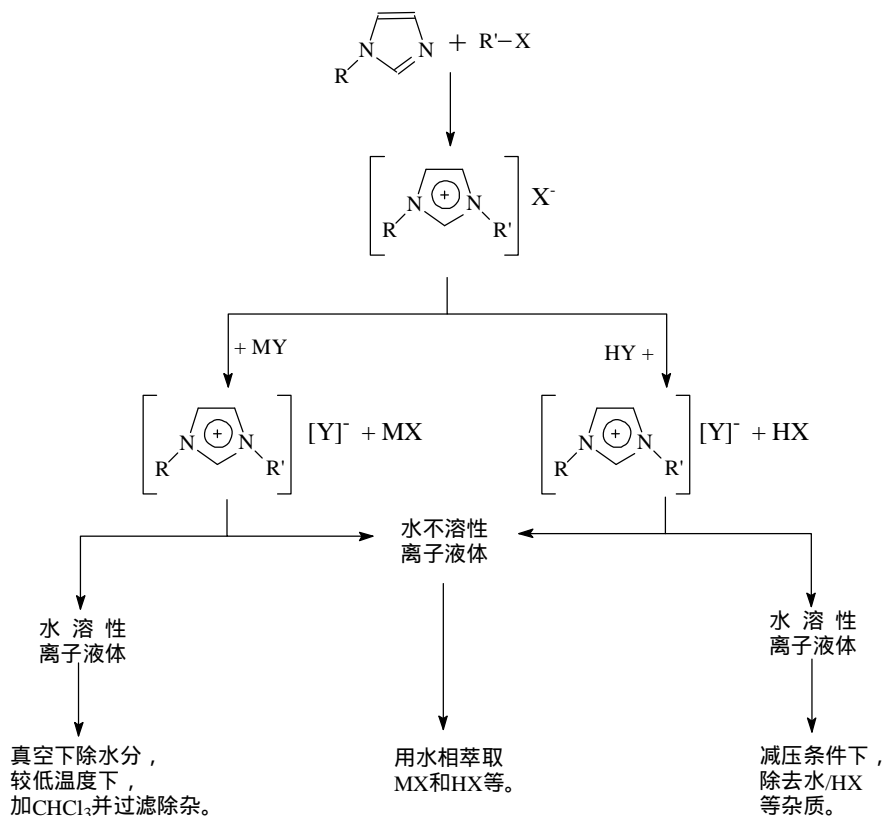 N N + R'–X
R
[ N + N R R' ] X⁻
+ MY
HY +
[ N + N R R' ] [Y]⁻ + MX
[ N + N R R' ] [Y]⁻ + HX
水不溶性
离子液体
水 溶 性
离子液体
水 溶 性
离子液体
真空下除水分，
较低温度下，
加CHCl₃并过滤除杂。
用水相萃取
MX和HX等。
减压条件下，
除去水/HX
等杂质。